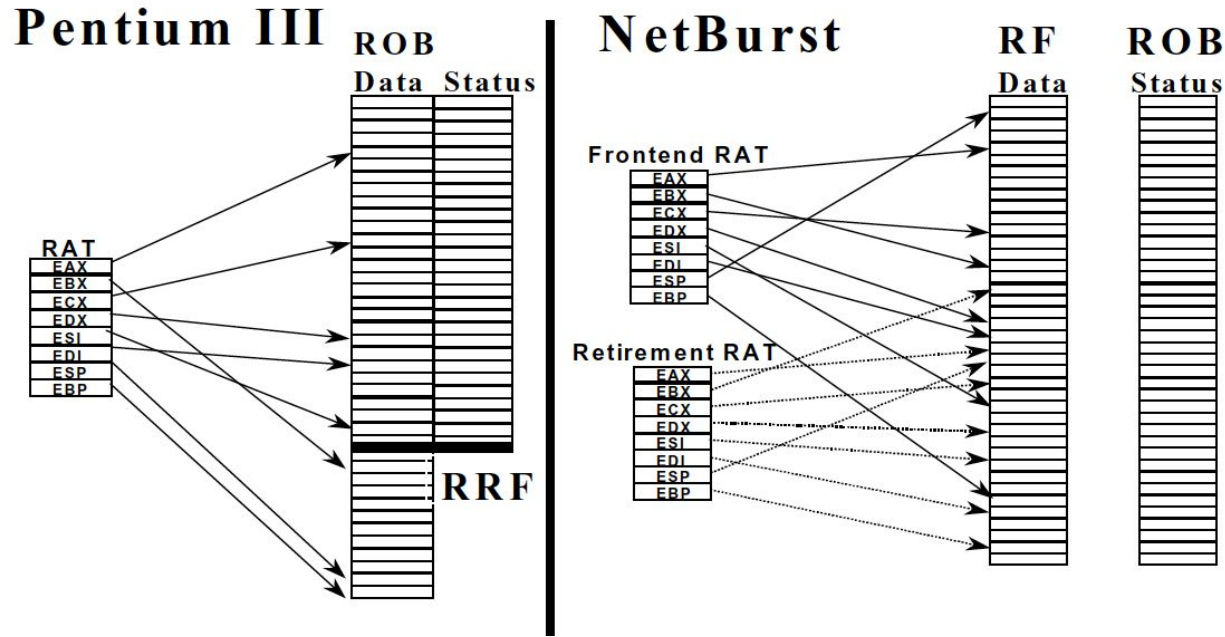 Pentium III
ROB
Data Status
RAT
EAX
EBX
ECX
EDX
ESI
EDI
ESP
EBP
RRF
NetBurst
RF
ROB
Data
Status
Frontend RAT
EAX
EBX
ECX
EDX
ESI
EDI
ESP
EBP
Retirement RAT
EAX
EBX
ECX
EDX
ESI
EDI
ESP
EBP